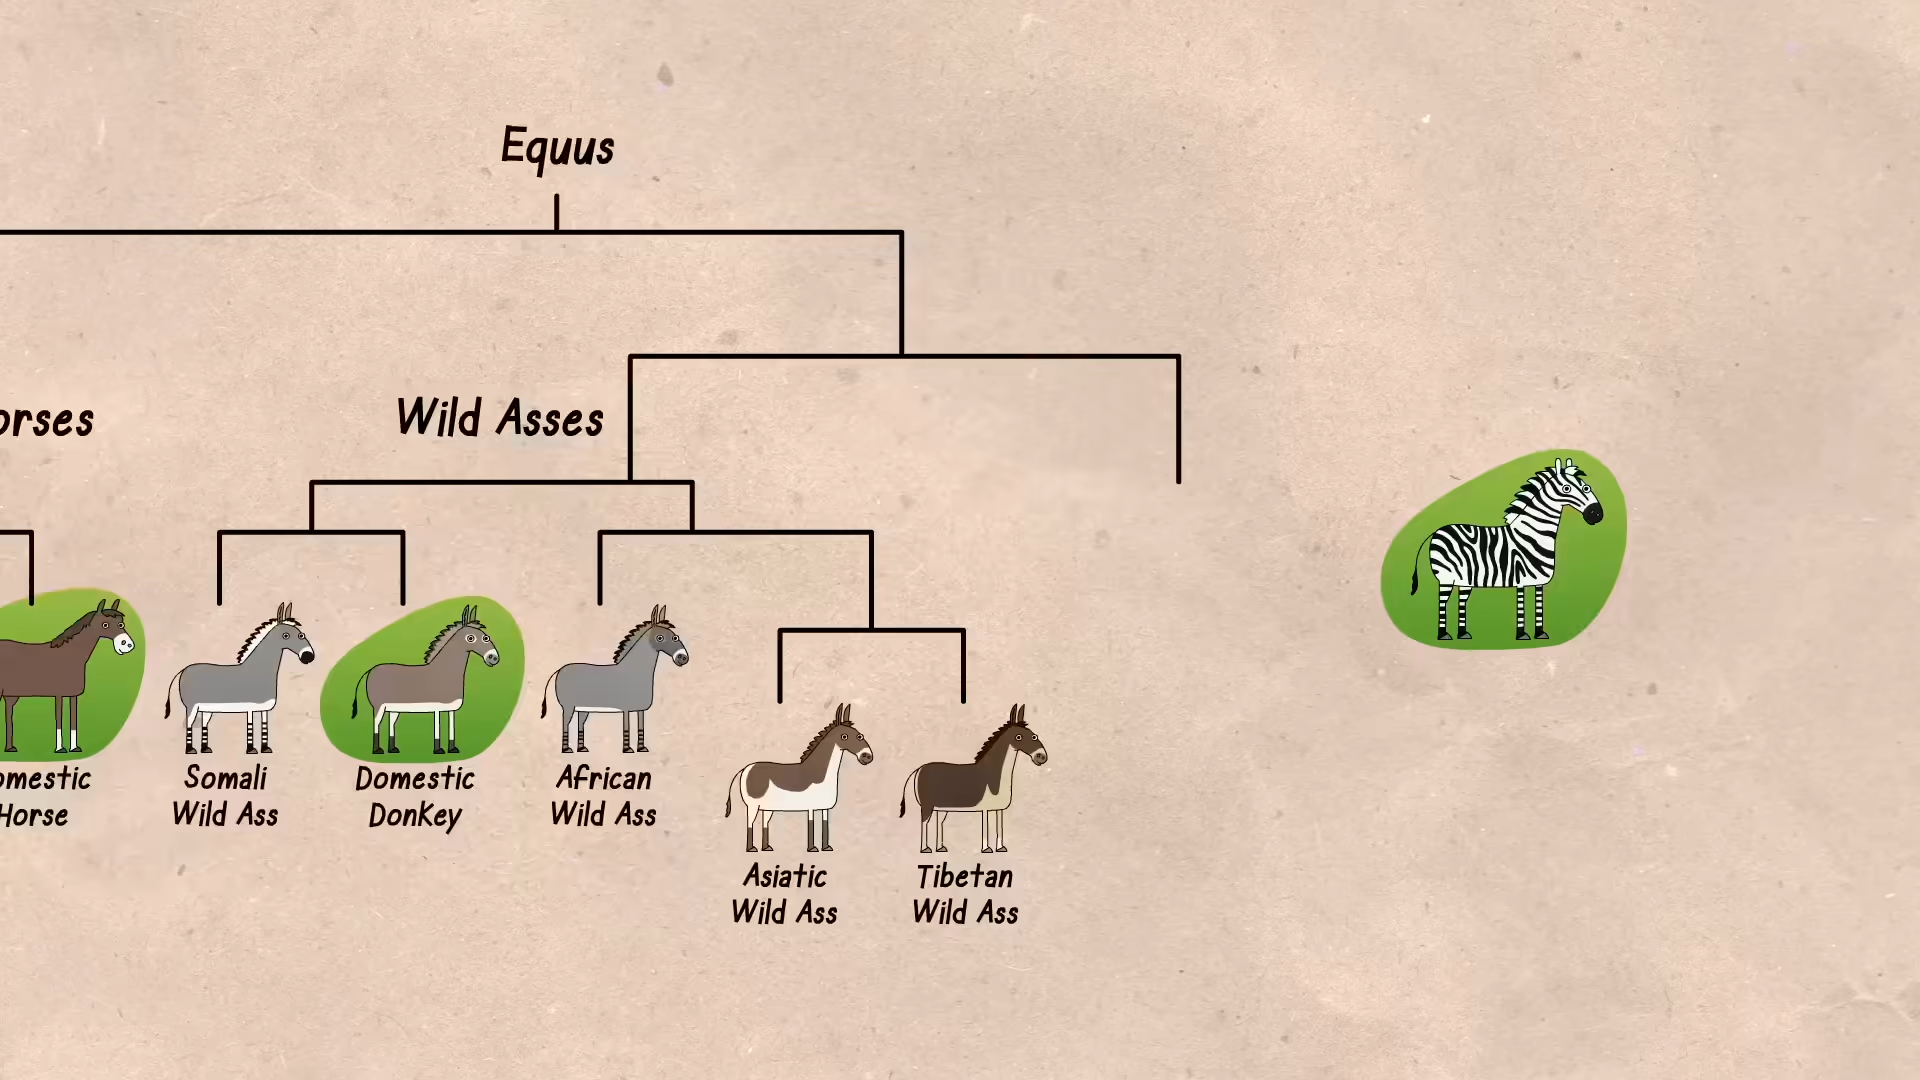 Equus
orses
Wild Asses
omestic
Horse
Somali
Wild Ass
Domestic
Donkey
African
Wild Ass
Asiatic
Wild Ass
Tibetan
Wild Ass